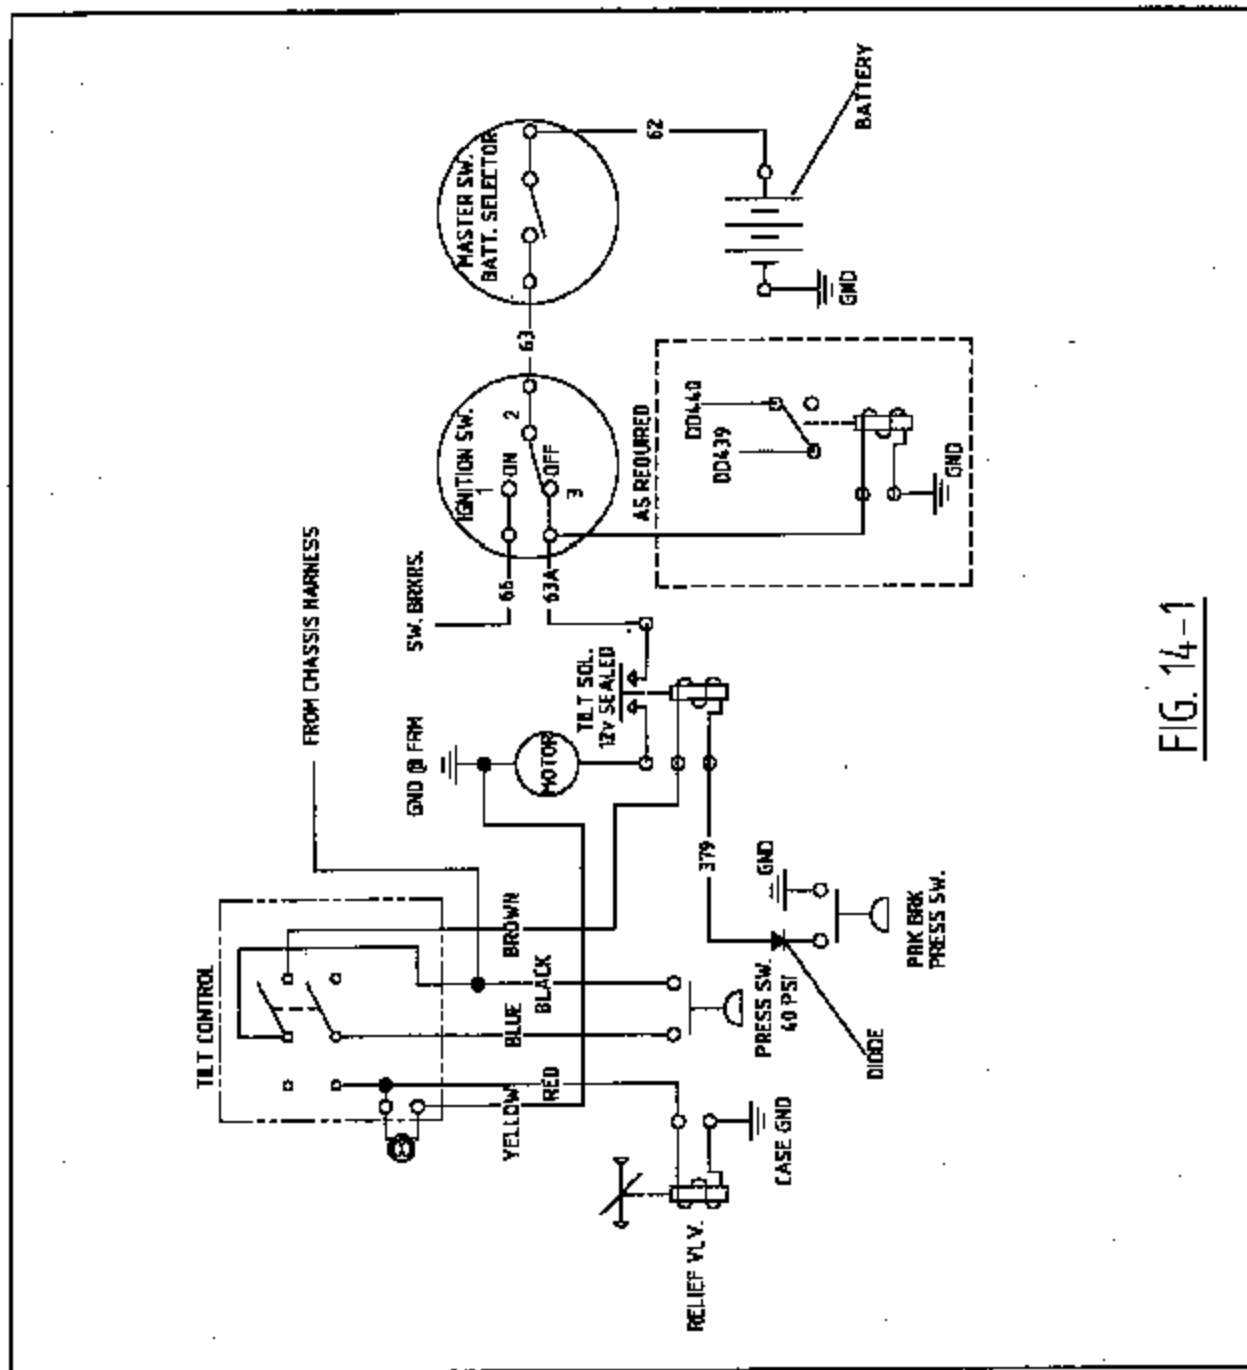 TILT CONTROL
FROM CHASSIS HARNESS
GND @ FRM
SW. BRKRS.
IGNITION SW.
1 ON
2
OFF
3
MASTER SW.
BATT. SELECTOR
YELLOW
RED
BLUE
BLACK
BROWN
MOTOR
66
63A
63
TILT SOL.
12v SEALED
AS REQUIRED
62
RELIEF VLV.
379
DD440
DD439
PRESS SW.
40 PSI
CASE GND
GND
GND
GND
BATTERY
DIODE
PRK BRK
PRESS SW.
FIG. 14-1